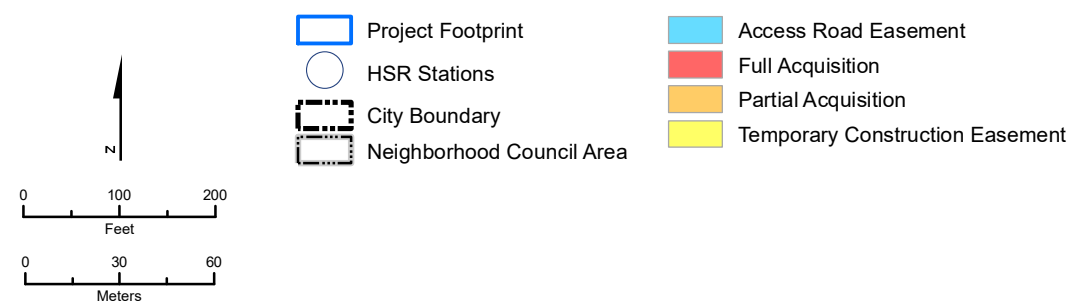 Project Footprint
HSR Stations
City Boundary
Neighborhood Council Area
Access Road Easement
Full Acquisition
Partial Acquisition
Temporary Construction Easement
N
0 100 200
Feet
0 30 60
Meters